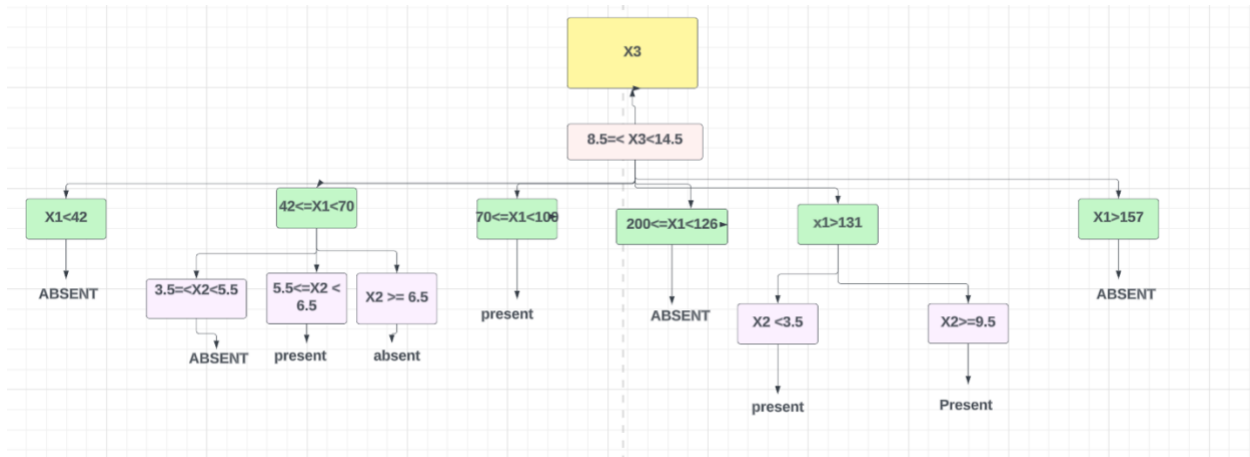 X3
8.5=< X3<14.5
X1<42
42<=X1<70
70<=X1<100
200<=X1<126
x1>131
X1>157
3.5=<X2<5.5
5.5<=X2 <
6.5
X2 >= 6.5
ABSENT
ABSENT
present
ABSENT
X2 <3.5
X2>=9.5
ABSENT
present
absent
present
Present